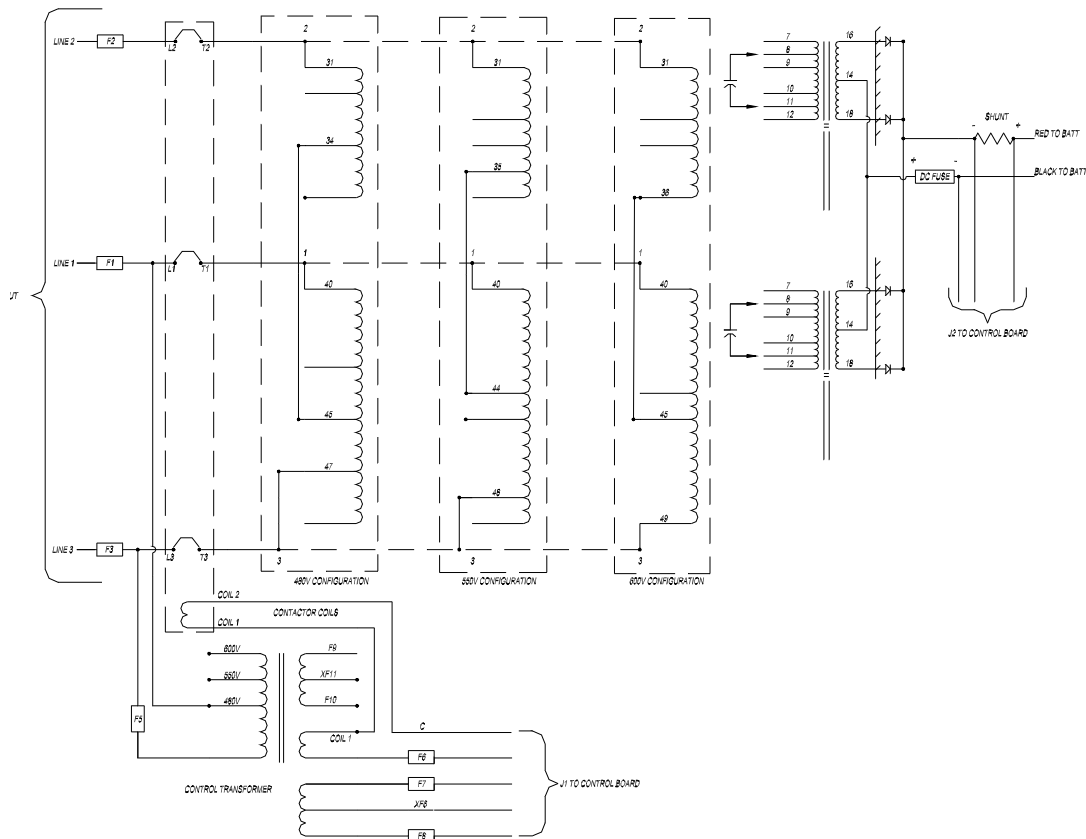 2 2 2
LINE 2 F2 L2 T2
31 31 31
34 35 36
1 1 1
LINE 1 F1 L1 T1
40 40 40
44
45 45
47 48 49
UT
LINE 3 F3 L3 T3
3 3 3
480V CONFIGURATION 550V CONFIGURATION 600V CONFIGURATION
7 16
8
9 14
10
11
12 18
=
SHUNT
- +
RED TO BATT
+ -
DC FUSE BLACK TO BATT
7 16
8
9 14
10
11
12 18
=
J2 TO CONTROL BOARD
COIL 2
CONTACTOR COILS
COIL 1
600V F9
550V XF11
480V F10
F5
COIL 1
C
F6
F7
XF8
F8
CONTROL TRANSFORMER
J1 TO CONTROL BOARD